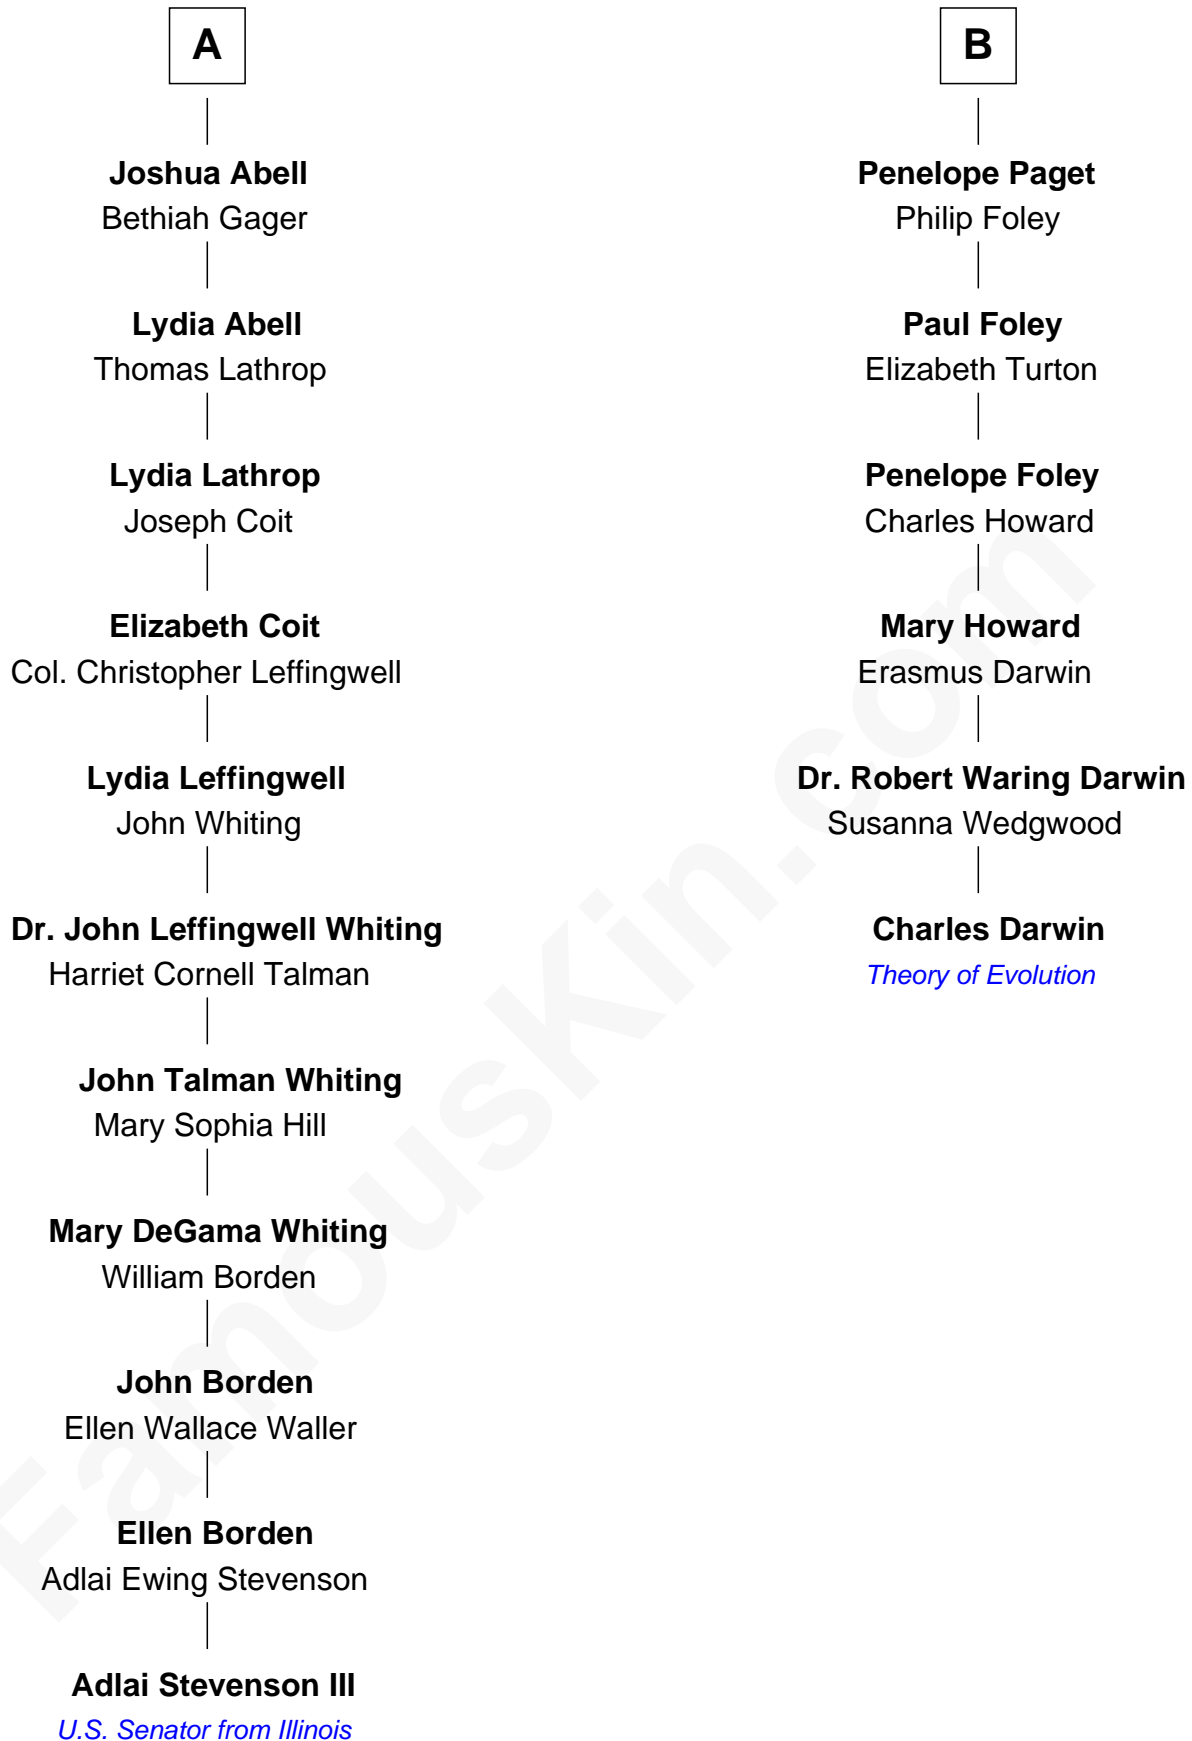 A
Joshua Abell
Bethiah Gager
Lydia Abell
Thomas Lathrop
Lydia Lathrop
Joseph Coit
Elizabeth Coit
Col. Christopher Leffingwell
Lydia Leffingwell
John Whiting
Dr. John Leffingwell Whiting
Harriet Cornell Talman
John Talman Whiting
Mary Sophia Hill
Mary DeGama Whiting
William Borden
John Borden
Ellen Wallace Waller
Ellen Borden
Adlai Ewing Stevenson
Adlai Stevenson III
U.S. Senator from Illinois
B
Penelope Paget
Philip Foley
Paul Foley
Elizabeth Turton
Penelope Foley
Charles Howard
Mary Howard
Erasmus Darwin
Dr. Robert Waring Darwin
Susanna Wedgwood
Charles Darwin
Theory of Evolution
FamousKin.com